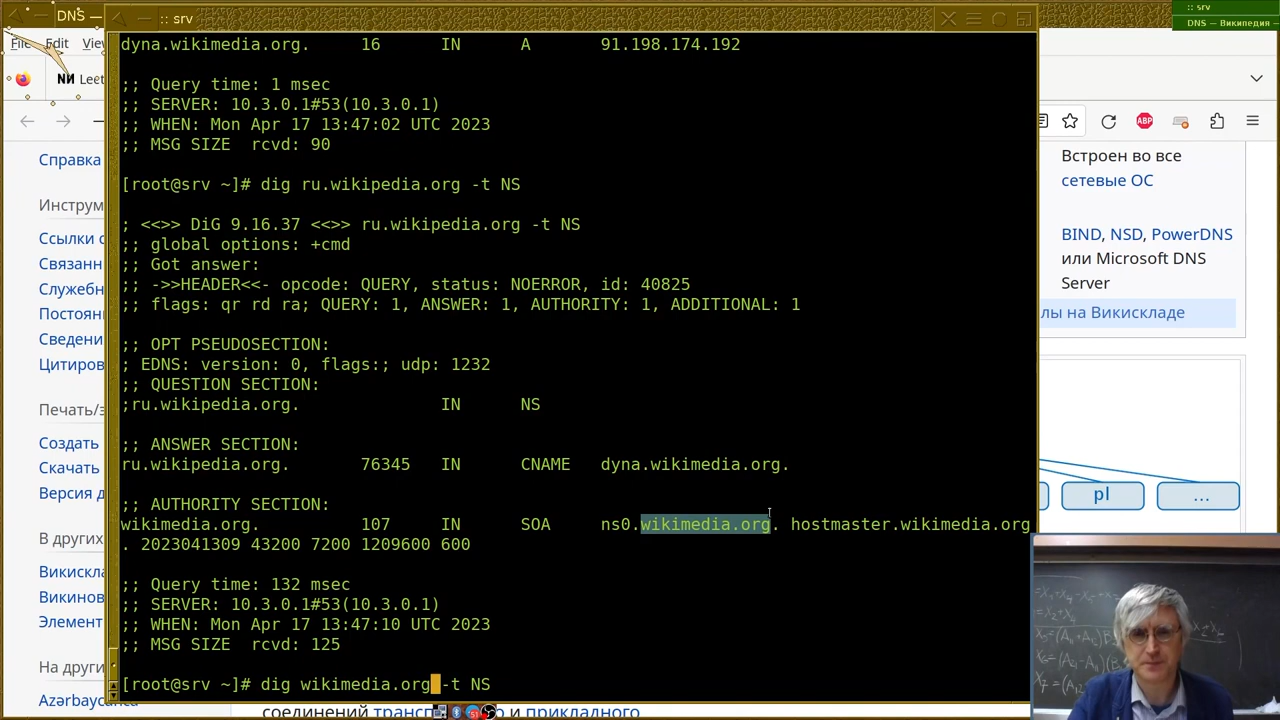 DNS — :: srv
:: srv
DNS — Википедия
File Edit View
Leet
dyna.wikimedia.org. 16 IN A 91.198.174.192
;; Query time: 1 msec
;; SERVER: 10.3.0.1#53(10.3.0.1)
;; WHEN: Mon Apr 17 13:47:02 UTC 2023
;; MSG SIZE rcvd: 90
[root@srv ~]# dig ru.wikipedia.org -t NS
; <<>> DiG 9.16.37 <<>> ru.wikipedia.org -t NS
;; global options: +cmd
;; Got answer:
;; ->>HEADER<<- opcode: QUERY, status: NOERROR, id: 40825
;; flags: qr rd ra; QUERY: 1, ANSWER: 1, AUTHORITY: 1, ADDITIONAL: 1
;; OPT PSEUDOSECTION:
; EDNS: version: 0, flags:; udp: 1232
;; QUESTION SECTION:
;ru.wikipedia.org. IN NS
;; ANSWER SECTION:
ru.wikipedia.org. 76345 IN CNAME dyna.wikimedia.org.
;; AUTHORITY SECTION:
wikimedia.org. 107 IN SOA ns0.wikimedia.org. hostmaster.wikimedia.org
. 2023041309 43200 7200 1209600 600
;; Query time: 132 msec
;; SERVER: 10.3.0.1#53(10.3.0.1)
;; WHEN: Mon Apr 17 13:47:10 UTC 2023
;; MSG SIZE rcvd: 125
[root@srv ~]# dig wikimedia.org -t NS
Справка
Инструм
Ссылки с
Связанн
Служебн
Постоян
Сведени
Цитиров
Печать/э
Создать
Скачать
Версия д
В других
Викискла
Викинов
Элемент
На други
Azərbaycanca
соединений трансп о и прикладного
ABP
Встроен во все
сетевые ОС
BIND, NSD, PowerDNS
или Microsoft DNS
Server
лы на Викискладе
pl ...